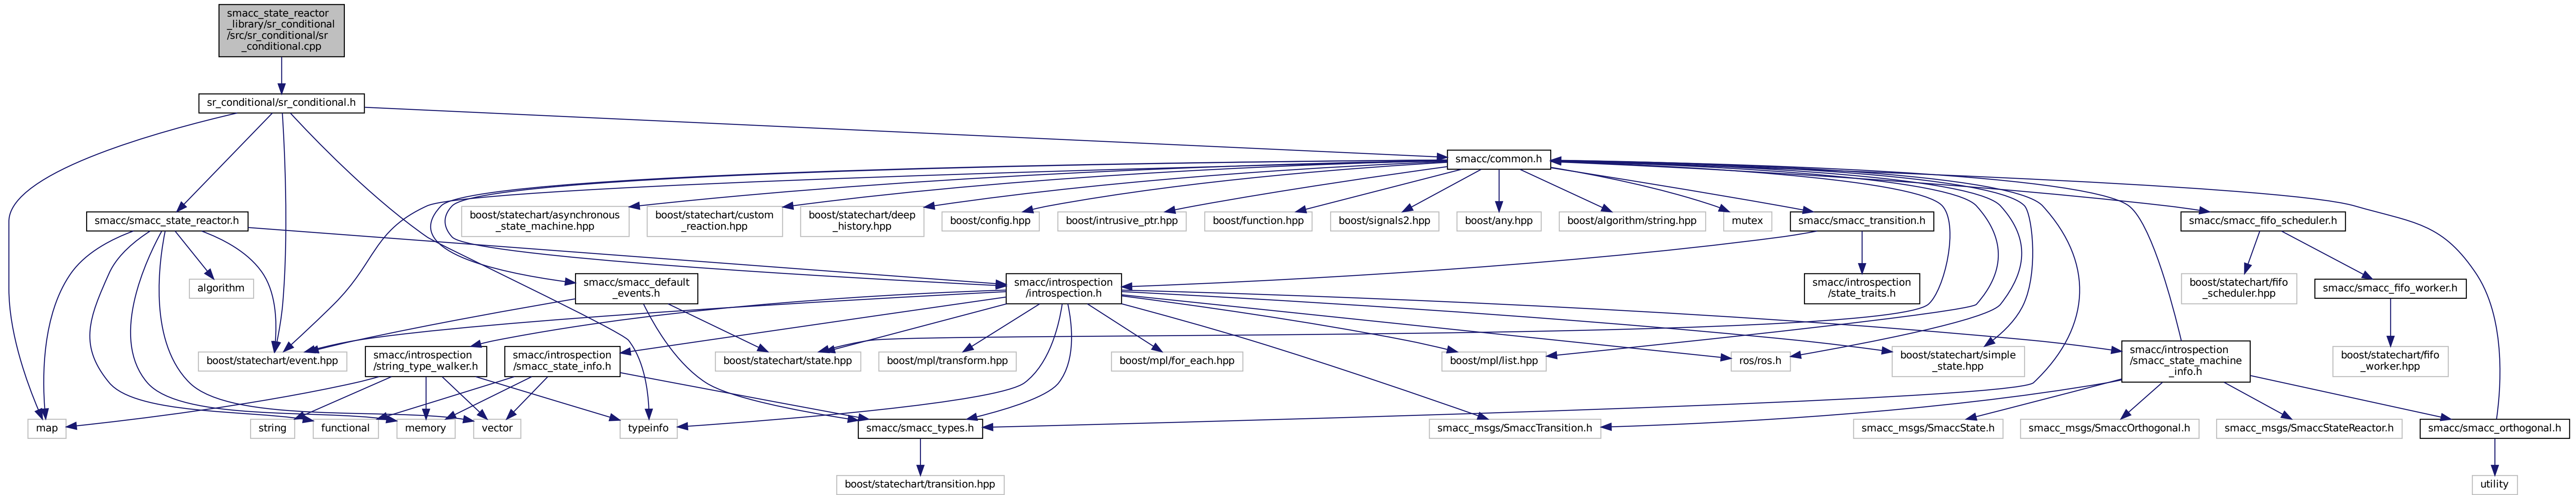 smacc_state_reactor
_library/sr_conditional
/src/sr_conditional/sr
_conditional.cpp
sr_conditional/sr_conditional.h
smacc/common.h
smacc/smacc_state_reactor.h
boost/statechart/asynchronous
_state_machine.hpp
boost/statechart/custom
_reaction.hpp
boost/statechart/deep
_history.hpp
boost/config.hpp
boost/intrusive_ptr.hpp
boost/function.hpp
boost/signals2.hpp
boost/any.hpp
boost/algorithm/string.hpp
mutex
smacc/smacc_transition.h
smacc/smacc_fifo_scheduler.h
algorithm
smacc/smacc_default
_events.h
smacc/introspection
/introspection.h
smacc/introspection
/state_traits.h
boost/statechart/fifo
_scheduler.hpp
smacc/smacc_fifo_worker.h
boost/statechart/event.hpp
smacc/introspection
/string_type_walker.h
smacc/introspection
/smacc_state_info.h
boost/statechart/state.hpp
boost/mpl/transform.hpp
boost/mpl/for_each.hpp
boost/mpl/list.hpp
ros/ros.h
boost/statechart/simple
_state.hpp
smacc/introspection
/smacc_state_machine
_info.h
boost/statechart/fifo
_worker.hpp
map
string
functional
memory
vector
typeinfo
smacc/smacc_types.h
smacc_msgs/SmaccTransition.h
smacc_msgs/SmaccState.h
smacc_msgs/SmaccOrthogonal.h
smacc_msgs/SmaccStateReactor.h
smacc/smacc_orthogonal.h
boost/statechart/transition.hpp
utility